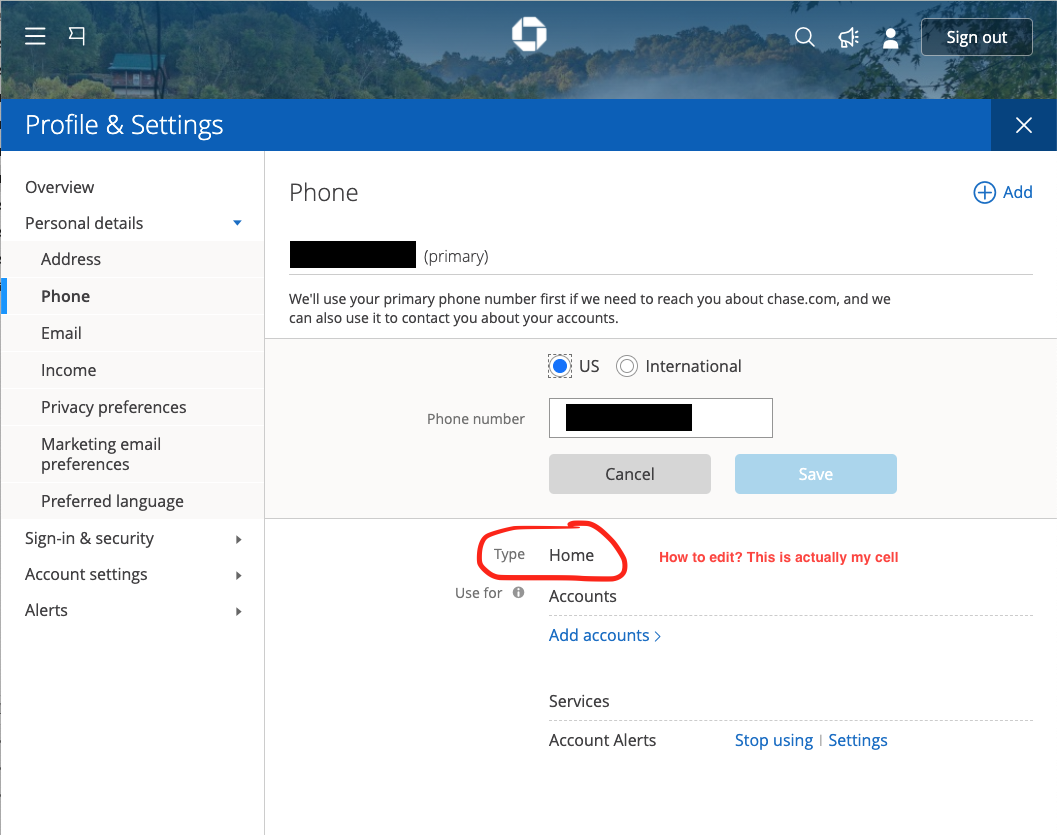 Sign out
Profile & Settings
Overview
Personal details
Address
Phone
Email
Income
Privacy preferences
Marketing email
preferences
Preferred language
Sign-in & security
Account settings
Alerts
Phone
Add
(primary)
We'll use your primary phone number first if we need to reach you about chase.com, and we
can also use it to contact you about your accounts.
US International
Phone number
Cancel Save
Type Home How to edit? This is actually my cell
Use for Accounts
Add accounts
Services
Account Alerts Stop using | Settings